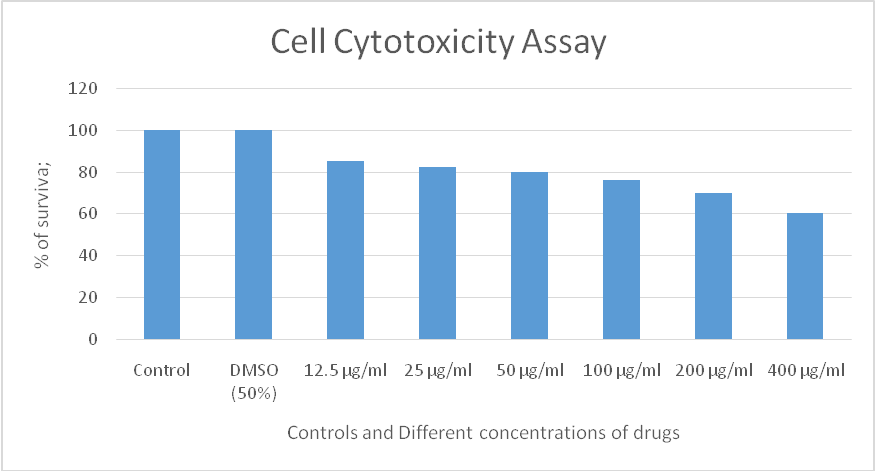 Cell Cytotoxicity Assay
120
100
80
60
40
20
0
% of surviva;
Control DMSO (50%) 12.5 µg/ml 25 µg/ml 50 µg/ml 100 µg/ml 200 µg/ml 400 µg/ml
Controls and Different concentrations of drugs